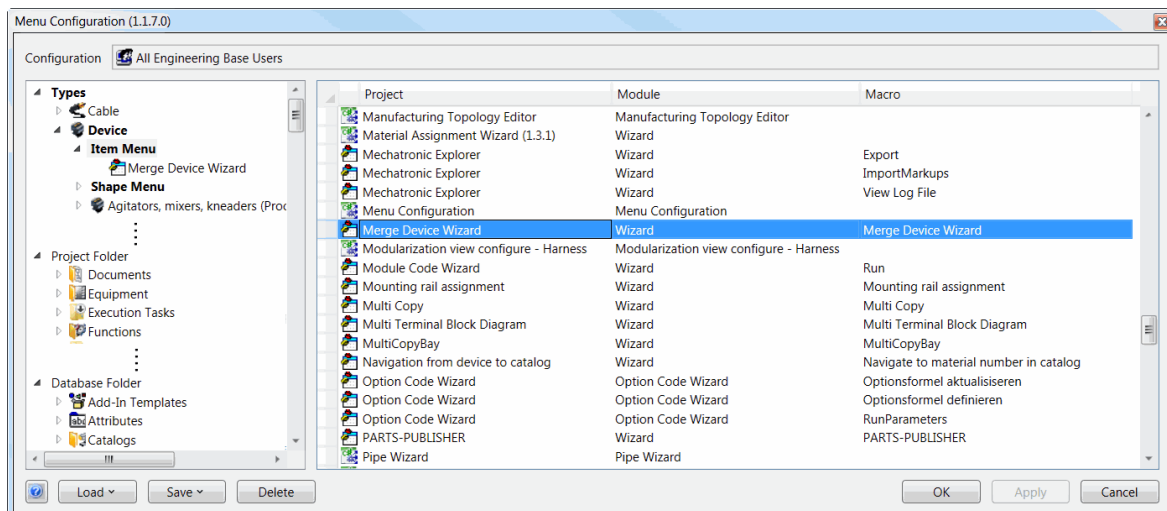 Menu Configuration (1.1.7.0)
Configuration All Engineering Base Users
Types
Cable
Device
Item Menu
Merge Device Wizard
Shape Menu
Agitators, mixers, kneaders (Proc
Project Folder
Documents
Equipment
Execution Tasks
Functions
Database Folder
Add-In Templates
Attributes
Catalogs
Project Module Macro
Manufacturing Topology Editor Manufacturing Topology Editor
Material Assignment Wizard (1.3.1) Wizard
Mechatronic Explorer Wizard Export
Mechatronic Explorer Wizard ImportMarkups
Mechatronic Explorer Wizard View Log File
Menu Configuration Menu Configuration
Merge Device Wizard Wizard Merge Device Wizard
Modularization view configure - Harness Modularization view configure - Harness
Module Code Wizard Wizard Run
Mounting rail assignment Wizard Mounting rail assignment
Multi Copy Wizard Multi Copy
Multi Terminal Block Diagram Wizard Multi Terminal Block Diagram
MultiCopyBay Wizard MultiCopyBay
Navigation from device to catalog Wizard Navigate to material number in catalog
Option Code Wizard Option Code Wizard Optionsformel aktualisiseren
Option Code Wizard Option Code Wizard Optionsformel definieren
Option Code Wizard Option Code Wizard RunParameters
PARTS-PUBLISHER Wizard PARTS-PUBLISHER
Pipe Wizard Pipe Wizard
Load Save Delete OK Apply Cancel